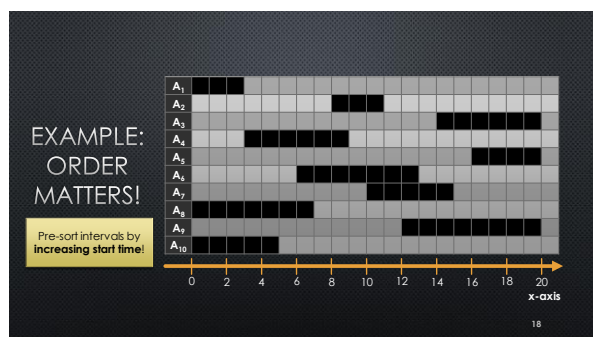 EXAMPLE:
ORDER
MATTERS!
Pre-sort intervals by
increasing start time!
A1
A2
A3
A4
A5
A6
A7
A8
A9
A10
0 2 4 6 8 10 12 14 16 18 20
x-axis
18